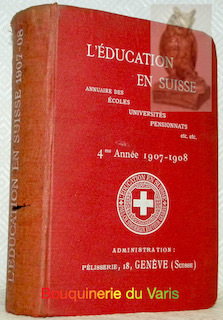 L'ÉDUCATION EN SUISSE 1907-08
L'ÉDUCATION
EN SUISSE
ANNUAIRE DES
ÉCOLES
UNIVERSITÉS
PENSIONNATS
etc. etc.
4me Année 1907-1908
ADMINISTRATION :
PÉLISSERIE, 18, GENÈVE (SUISSE)
Bouquinerie du Varis